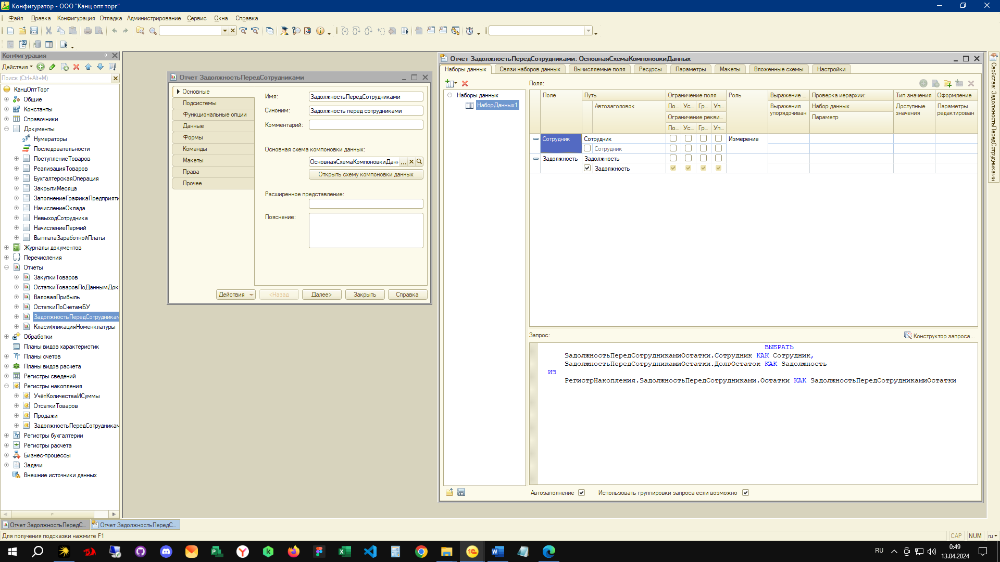 Конфигуратор - ООО "Канц опт торг"
Файл Правка Конфигурация Отладка Администрирование Сервис Окна Справка
Конфигурация
Действия
Поиск (Ctrl+Alt+M)
КанцОптТорг
Общие
Константы
Справочники
Документы
Нумераторы
Последовательности
ПоступлениеТоваров
РеализацияТоваров
БухгалтерскаяОперация
ЗакрытиМесяца
ЗаполнениеГрафикаПредприяти
НачислениеОклада
НевыходСотрудника
НачислениеПермий
ВыплатаЗаработнойПлаты
Журналы документов
Перечисления
Отчеты
ЗакупкиТоваров
ОстаткиТоваровПоДаннымДоку
ВаловаяПрибыль
ОстаткиПоСчетамБУ
ЗадолжностьПередСотрудникам
КласифпикацияНоменклатуры
Обработки
Планы видов характеристик
Планы счетов
Планы видов расчета
Регистры сведений
Регистры накопления
УчётКоличестваИСуммы
ОтсаткиТоваров
Продажи
ЗадолжностьПередСотрудникам
Регистры бухгалтерии
Регистры расчета
Бизнес-процессы
Задачи
Внешние источники данных
Отчет ЗадолжностьПередСотрудниками
Основные
Подсистемы
Функциональные опции
Данные
Формы
Команды
Макеты
Права
Прочее
Имя: ЗадолжностьПередСотрудниками
Синоним: Задолжность перед сотрудниками
Комментарий:
Основная схема компоновки данных:
ОсновнаяСхемаКомпоновкиДанн ...
Открыть схему компоновки данных
Расширенное представление:
Пояснение:
Действия <Назад Далее> Закрыть Справка
Отчет ЗадолжностьПередСотрудниками: ОсновнаяСхемаКомпоновкиДанных
Наборы данных Связи наборов данных Вычисляемые поля Ресурсы Параметры Макеты Вложенные схемы Настройки
Наборы данных
НаборДанных1
Поля:
Поле Путь Ограничение поля Роль Выражение ... Проверка иерархии: Тип значения Оформление
Автозаголовок По... Ус... Гр... Уп... Выражения упорядочиван Набор данных Доступные значения Параметры редактирован
Ограничение рекви... Параметр
По... Ус... Гр... Уп...
Сотрудник Сотрудник Измерение
Сотрудник
Задолжность Задолжность
Задолжность
Запрос:
Конструктор запроса...
ВЫБРАТЬ
ЗадолжностьПередСотрудникамиОстатки.Сотрудник КАК Сотрудник,
ЗадолжностьПередСотрудникамиОстатки.ДолгОстаток КАК Задолжность
ИЗ
РегистрНакопления.ЗадолжностьПередСотрудниками.Остатки КАК ЗадолжностьПередСотрудникамиОстатки
Автозаполнение Использовать группировки запроса если возможно
Свойства: ЗадолжностьПередСотрудниками
Отчет ЗадолжностьПередС... Отчет ЗадолжностьПередС...
Для получения подсказки нажмите F1
CAP NUM ru
RU
0:49
13.04.2024